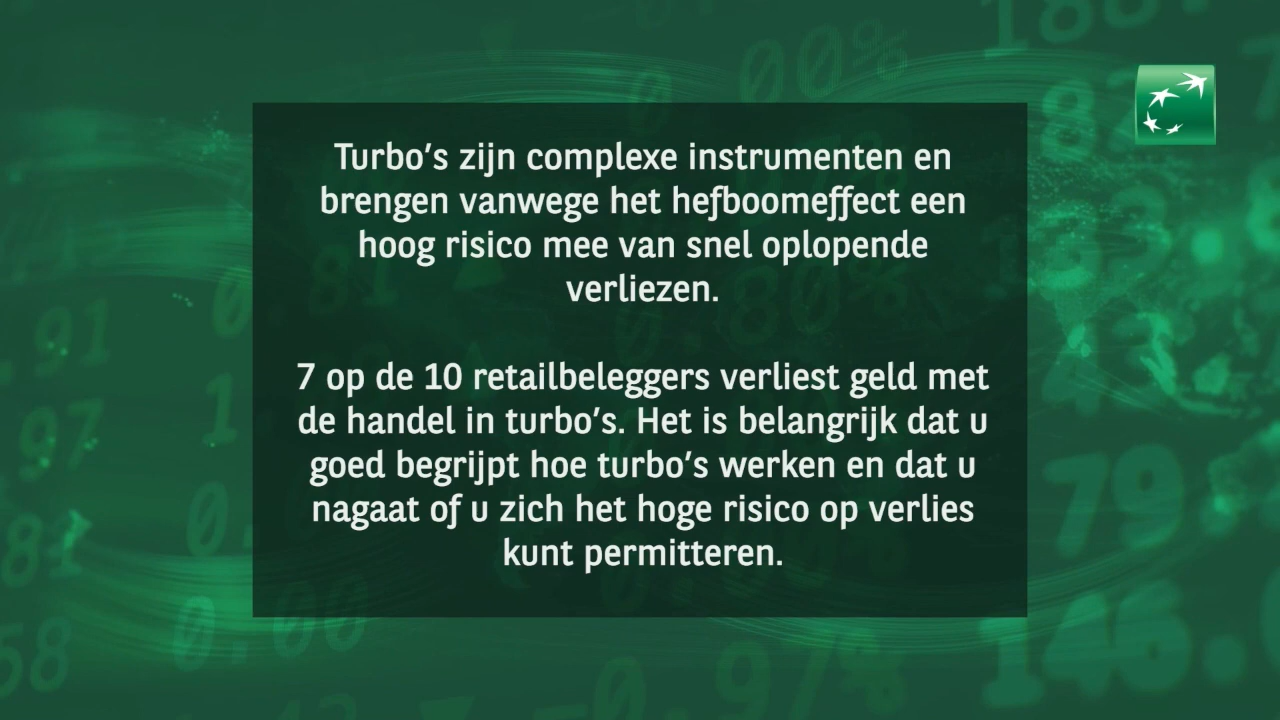 Turbo's zijn complexe instrumenten en
brengen vanwege het hefboomeffect een
hoog risico mee van snel oplopende
verliezen.
7 op de 10 retailbeleggers verliest geld met
de handel in turbo's. Het is belangrijk dat u
goed begrijpt hoe turbo's werken en dat u
nagaat of u zich het hoge risico op verlies
kunt permitteren.